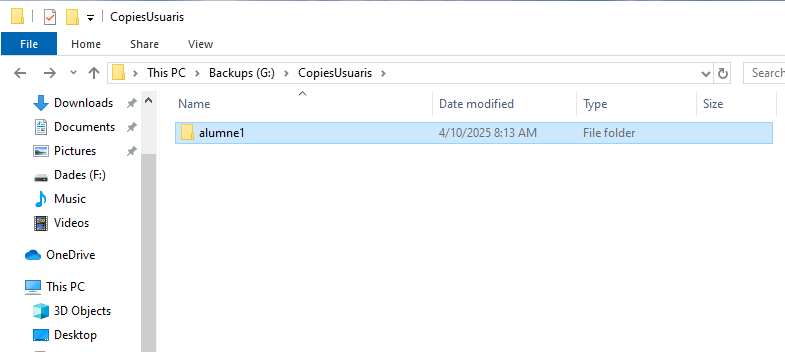 CopiesUsuaris
File Home Share View
This PC > Backups (G:) > CopiesUsuaris >
Search
Downloads
Documents
Pictures
Dades (F:)
Music
Videos
OneDrive
This PC
3D Objects
Desktop
Name Date modified Type Size
alumne1 4/10/2025 8:13 AM File folder